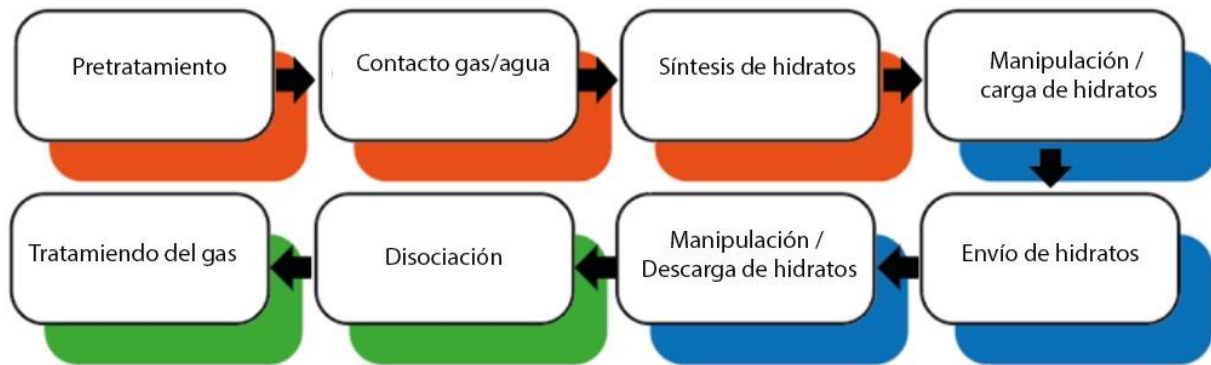 Pretratamiento
Contacto gas/agua
Síntesis de hidratos
Manipulación /
carga de hidratos
Envío de hidratos
Manipulación /
Descarga de hidratos
Disociación
Tratamiendo del gas